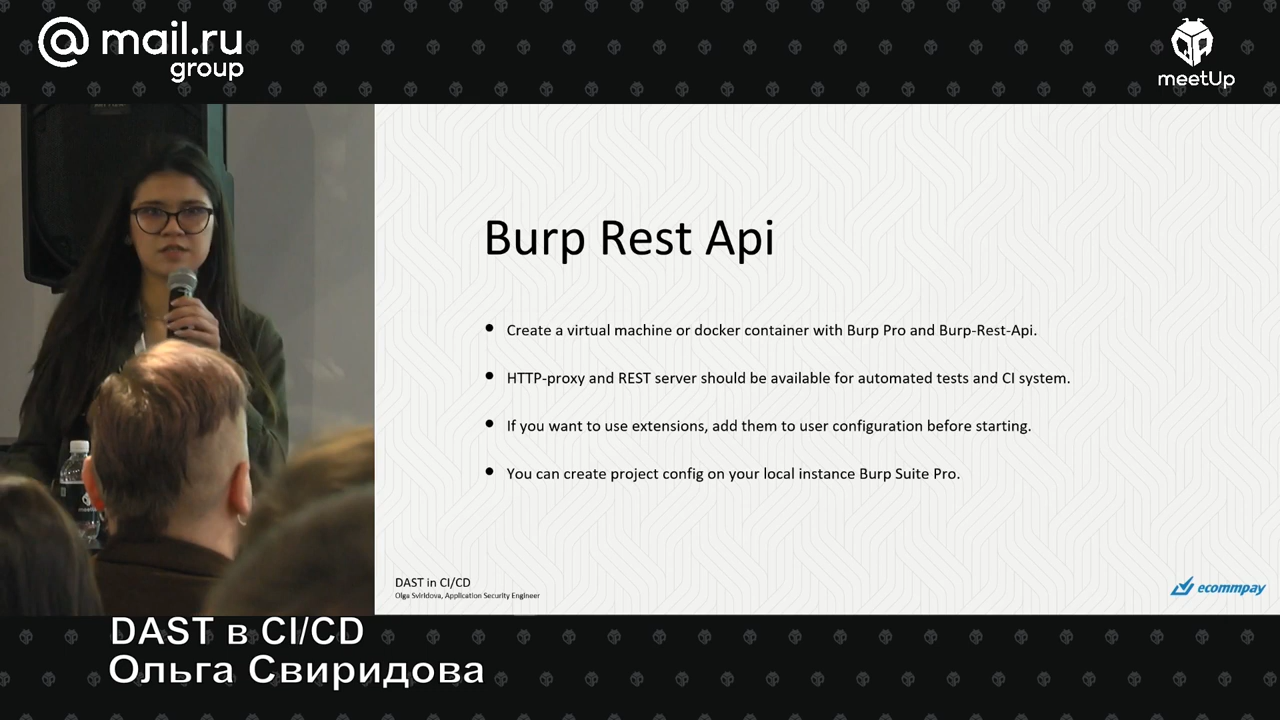 @mail.ru
group
meetUp
Burp Rest Api
• Create a virtual machine or docker container with Burp Pro and Burp-Rest-Api.
• HTTP-proxy and REST server should be available for automated tests and CI system.
• If you want to use extensions, add them to user configuration before starting.
• You can create project config on your local instance Burp Suite Pro.
DAST in CI/CD
Olga Sviridova, Application Security Engineer
ecommpay
DAST в CI/CD
Ольга Свиридова